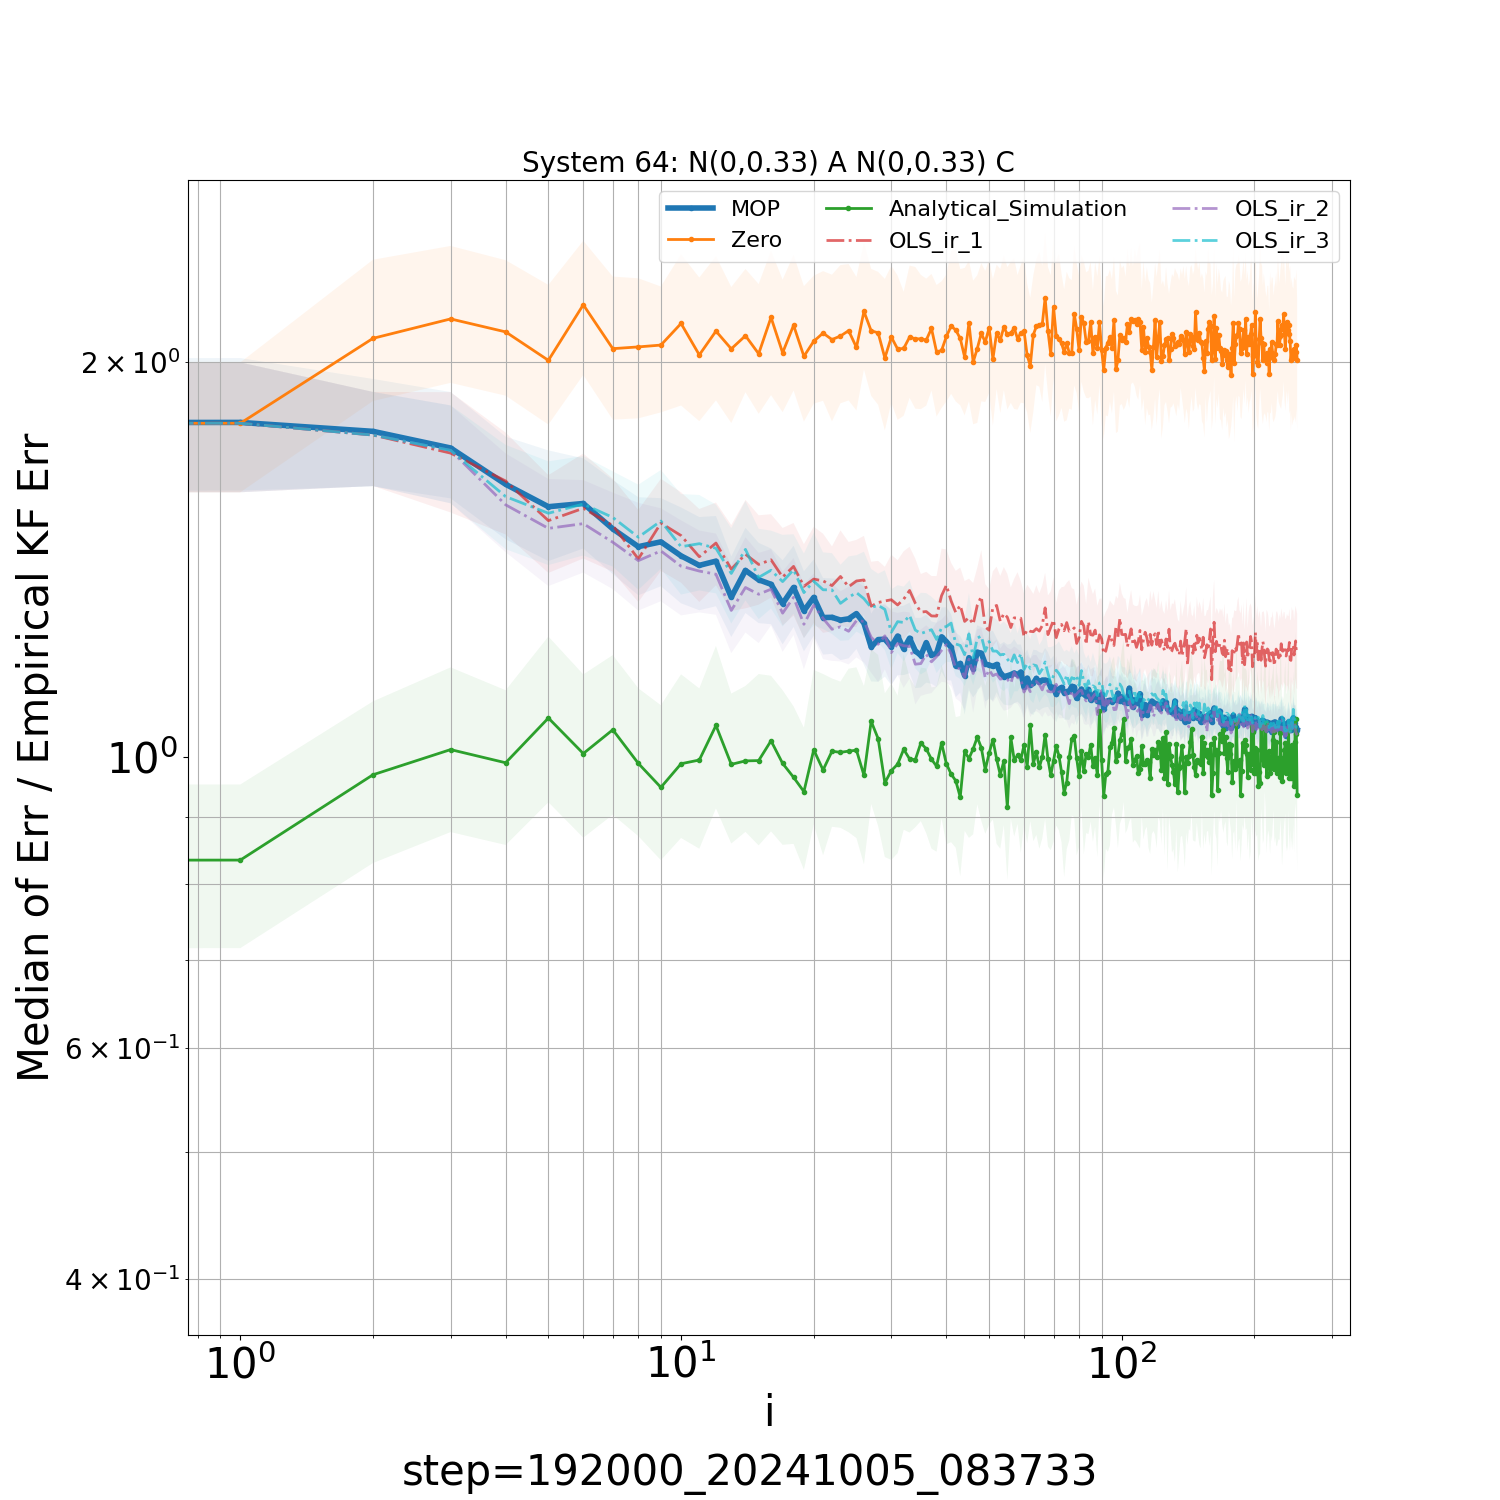 System 64: N(0,0.33) A N(0,0.33) C
MOP
Zero
Analytical_Simulation
OLS_ir_1
OLS_ir_2
OLS_ir_3
Median of Err / Empirical KF Err
2 × 10⁰
10⁰
6 × 10⁻¹
4 × 10⁻¹
10⁰ 10¹ 10²
i
step=192000_20241005_083733